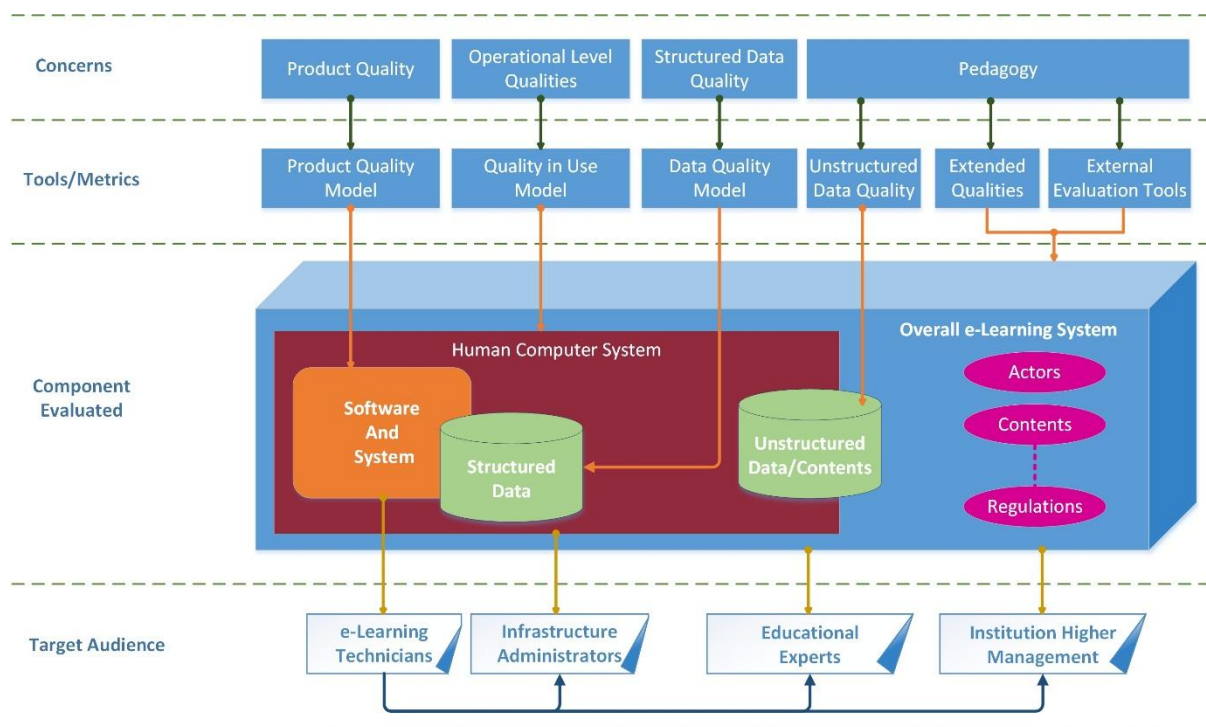 Concerns
Product Quality
Operational Level
Qualities
Structured Data
Quality
Pedagogy
Tools/Metrics
Product Quality
Model
Quality in Use
Model
Data Quality
Model
Unstructured
Data Quality
Extended
Qualities
External
Evaluation Tools
Component
Evaluated
Overall e-Learning System
Human Computer System
Software
And
System
Structured
Data
Unstructured
Data/Contents
Actors
Contents
Regulations
Target Audience
e-Learning
Technicians
Infrastructure
Administrators
Educational
Experts
Institution Higher
Management